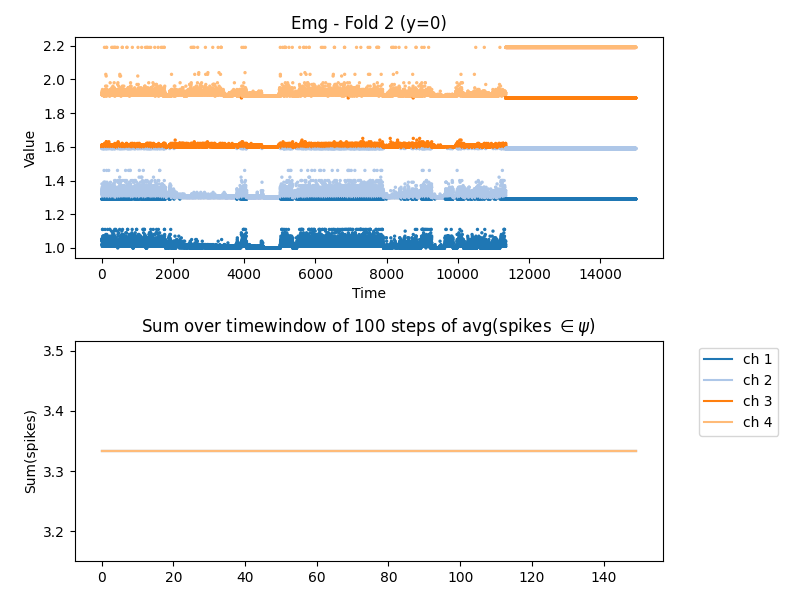 Emg - Fold 2 (y=0)
2.2
2.0
1.8
1.6
1.4
1.2
1.0
Value
0 2000 4000 6000 8000 10000 12000 14000
Time
Sum over timewindow of 100 steps of avg(spikes ∈ψ)
3.5
3.4
3.3
3.2
Sum(spikes)
0 20 40 60 80 100 120 140
ch 1
ch 2
ch 3
ch 4